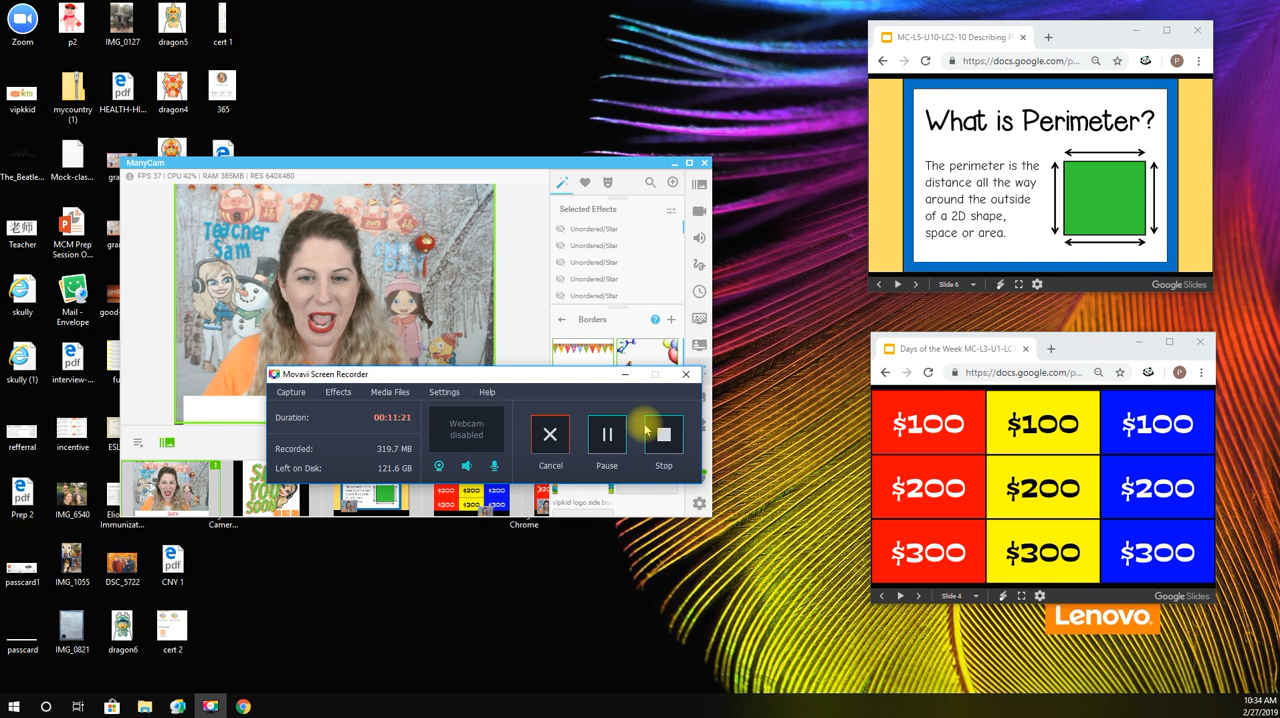 Zoom
p2
IMG_0127
dragon5
cert 1
vipkkid
mycountry
(1)
HEALTH-HI...
dragon4
365
The_Beatle...
Mock-class...
老师
Teacher
MCM Prep
Session O...
skully
Mail -
Envelope
skully (1)
interview-...
refferral
incentive
Prep 2
IMG_6540
Immunizat...
Camer...
Chrome
passcard1
IMG_1055
DSC_5722
CNY 1
passcard
IMG_0821
dragon6
cert 2
ManyCam
FPS 37 | CPU 42% | RAM 385MB | RES 640X480
Teacher
Sam
Selected Effects
Unordered/Star
Unordered/Star
Unordered/Star
Unordered/Star
Unordered/Star
Borders
vipkid logo side bo
Movavi Screen Recorder
Capture
Effects
Media Files
Settings
Help
Duration:
00:11:21
Recorded:
319.7 MB
Left on Disk:
121.6 GB
Webcam
disabled
Cancel
Pause
Stop
MC-L5-U10-LC2-10 Describing P
https://docs.google.com/p...
What is Perimeter?
The perimeter is the
distance all the way
around the outside
of a 2D shape,
space or area.
Slide 6
Google Slides
Days of the Week MC-L3-U1-LC1
https://docs.google.com/p...
$100 $100 $100
$200 $200 $200
$300 $300 $300
Slide 4
Google Slides
Lenovo
10:34 AM
2/27/2019